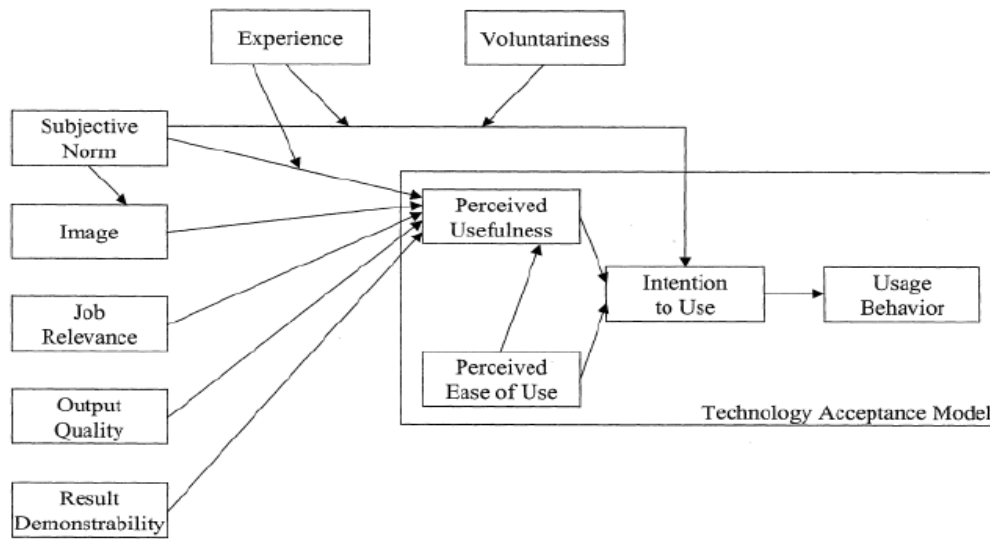 Experience
Voluntariness
Subjective
Norm
Image
Job
Relevance
Output
Quality
Result
Demonstrability
Perceived
Usefulness
Perceived
Ease of Use
Intention
to Use
Usage
Behavior
Technology Acceptance Model